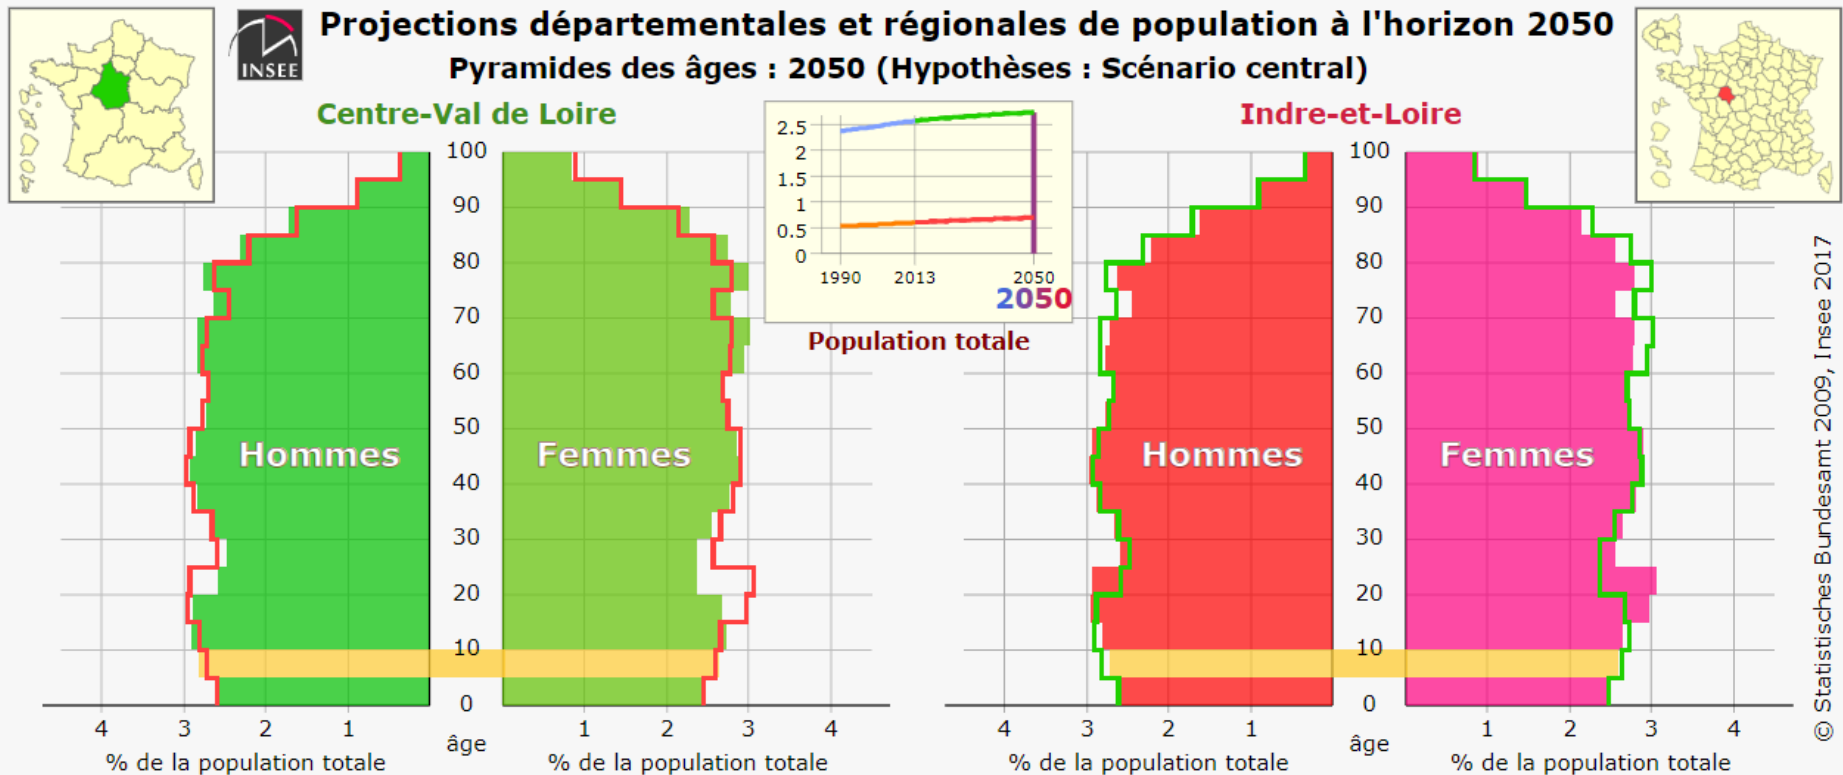 INSEE
Projections départementales et régionales de population à l'horizon 2050
Pyramides des âges : 2050 (Hypothèses : Scénario central)
Centre-Val de Loire
Indre-et-Loire
2.5
2
1.5
1
0.5
0
1990 2013 2050
2050
Population totale
100
90
80
70
60
50
40
30
20
10
0
Hommes Femmes
4 3 2 1
1 2 3 4
âge
% de la population totale
% de la population totale
100
90
80
70
60
50
40
30
20
10
0
Hommes Femmes
4 3 2 1
1 2 3 4
âge
% de la population totale
% de la population totale
© Statistisches Bundesamt 2009, Insee 2017